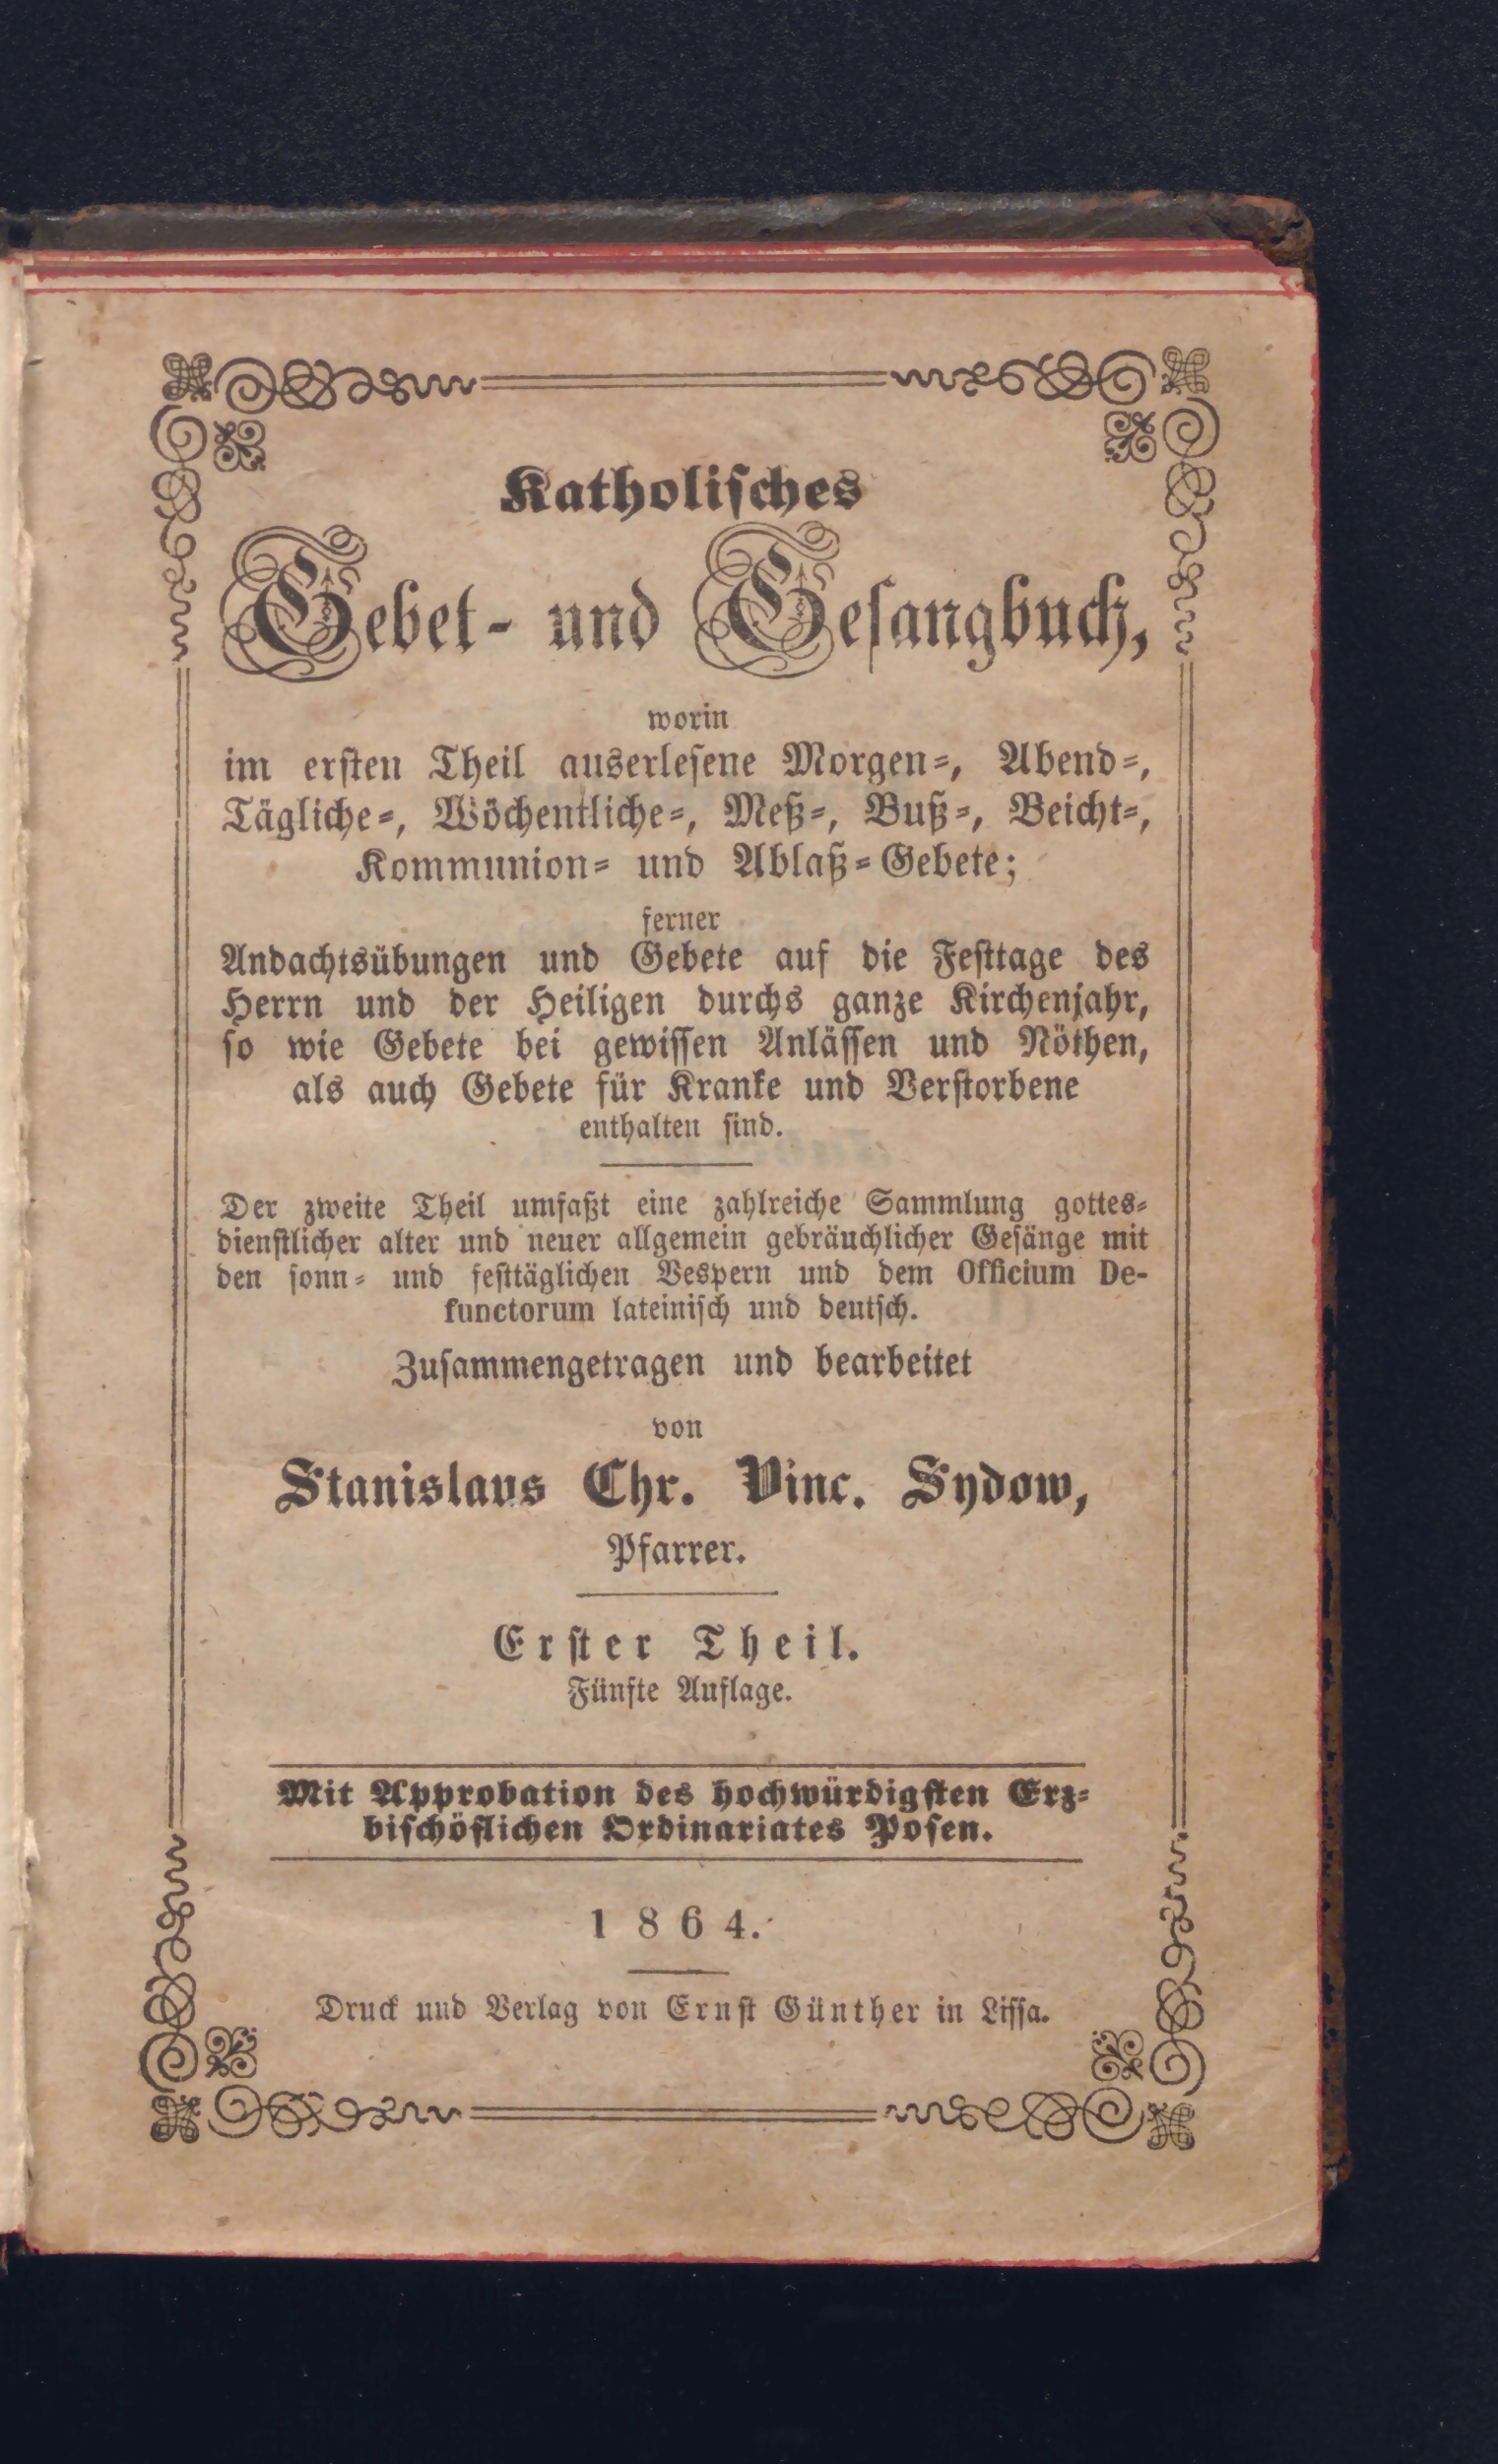 Katholisches
Gebet- und Gesangbuch,
worin
im ersten Theil auserlesene Morgen-, Abend-,
Tägliche-, Wöchentliche-, Meß-, Buß-, Beicht-,
Kommunion- und Ablaß-Gebete;
ferner
Andachtsübungen und Gebete auf die Festtage des
Herrn und der Heiligen durchs ganze Kirchenjahr,
so wie Gebete bei gewissen Anlässen und Nöthen,
als auch Gebete für Kranke und Verstorbene
enthalten sind.
Der zweite Theil umfaßt eine zahlreiche Sammlung gottes-
dienstlicher alter und neuer allgemein gebräuchlicher Gesänge mit
den sonn- und festtäglichen Vespern und dem Officium De-
functorum lateinisch und deutsch.
Zusammengetragen und bearbeitet
von
Stanislaus Chr. Vinc. Sydow,
Pfarrer.
Erster Theil.
Fünfte Auflage.
Mit Approbation des hochwürdigsten Erz-
bischöflichen Ordinariates Posen.
1864.
Druck und Verlag von Ernst Günther in Lissa.